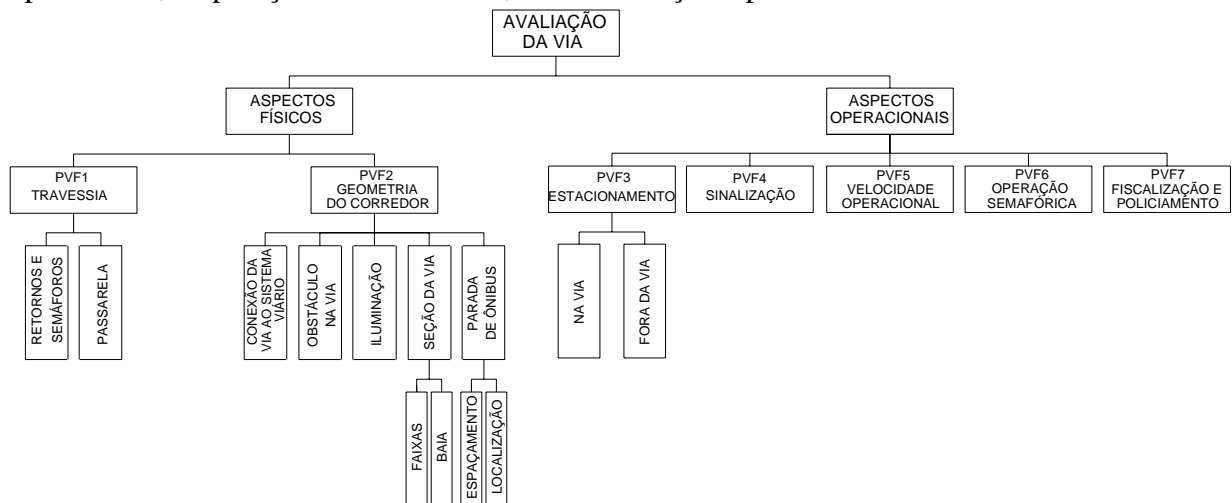 AVALIAÇÃO
DA VIA
ASPECTOS
FÍSICOS
ASPECTOS
OPERACIONAIS
PVF1
TRAVESSIA
PVF2
GEOMETRIA
DO CORREDOR
PVF3
ESTACIONAMENTO
PVF4
SINALIZAÇÃO
PVF5
VELOCIDADE
OPERACIONAL
PVF6
OPERAÇÃO
SEMAFÓRICA
PVF7
FISCALIZAÇÃO E
POLICIAMENTO
RETORNOS E
SEMÁFOROS
PASSARELA
CONEXÃO DA
VIA AO SISTEMA
VIÁRIO
OBSTÁCULO
NA VIA
ILUMINAÇÃO
SEÇÃO DA VIA
PARADA
DE ÔNIBUS
NA VIA
FORA DA VIA
FAIXAS
BAIA
ESPAÇAMENTO
LOCALIZAÇÃO